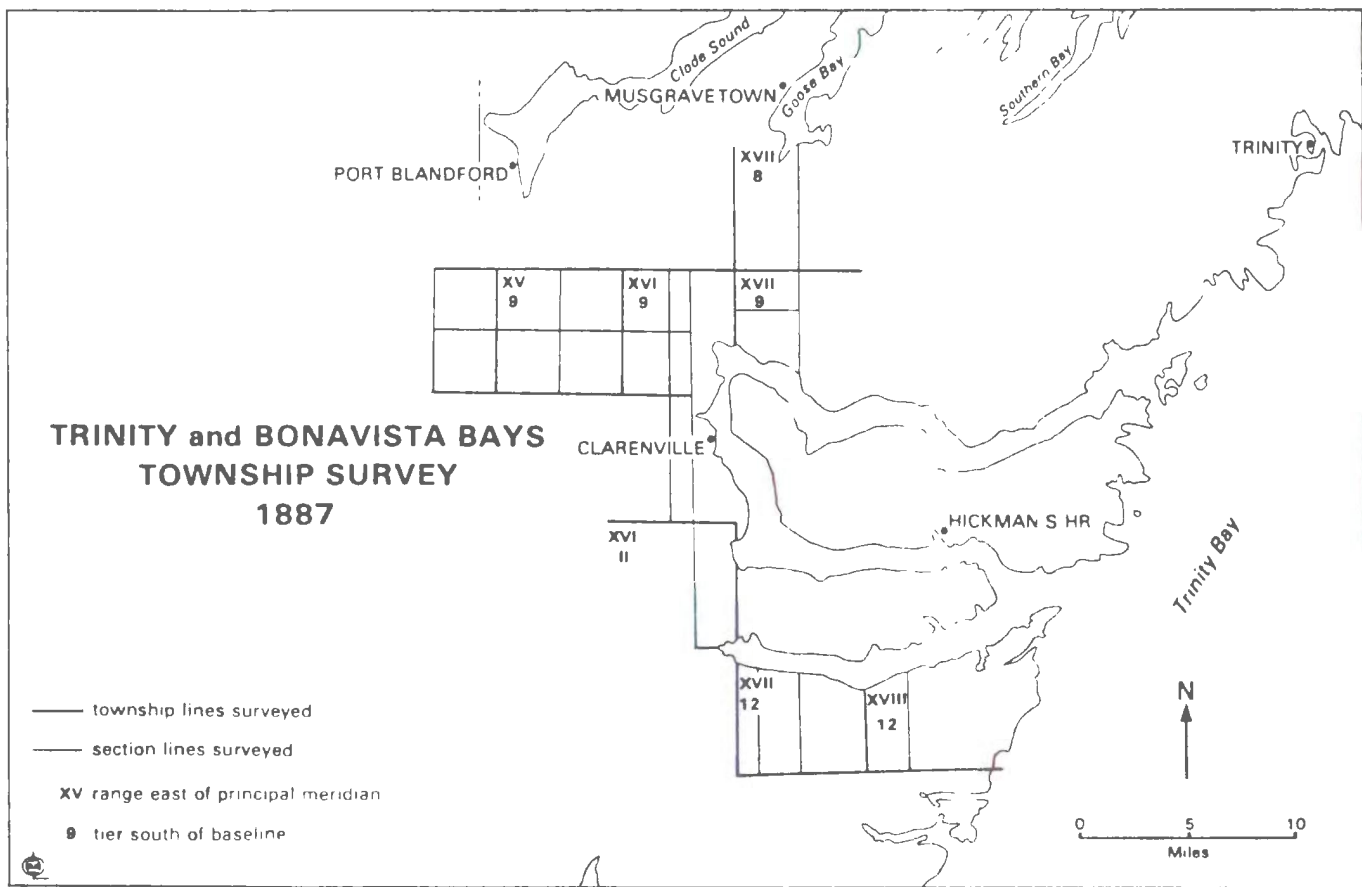 Clode Sound
MUSGRAVETOWN
Goose Bay
Southern Bay
TRINITY
PORT BLANDFORD
XVII
8
XV
9
XVI
9
XVII
9
TRINITY and BONAVISTA BAYS
TOWNSHIP SURVEY
1887
CLARENVILLE
HICKMAN S HR
XVI
II
Trinity Bay
XVII
12
XVIII
12
N
township lines surveyed
section lines surveyed
XV range east of principal meridian
9 tier south of baseline
0 5 10
Miles